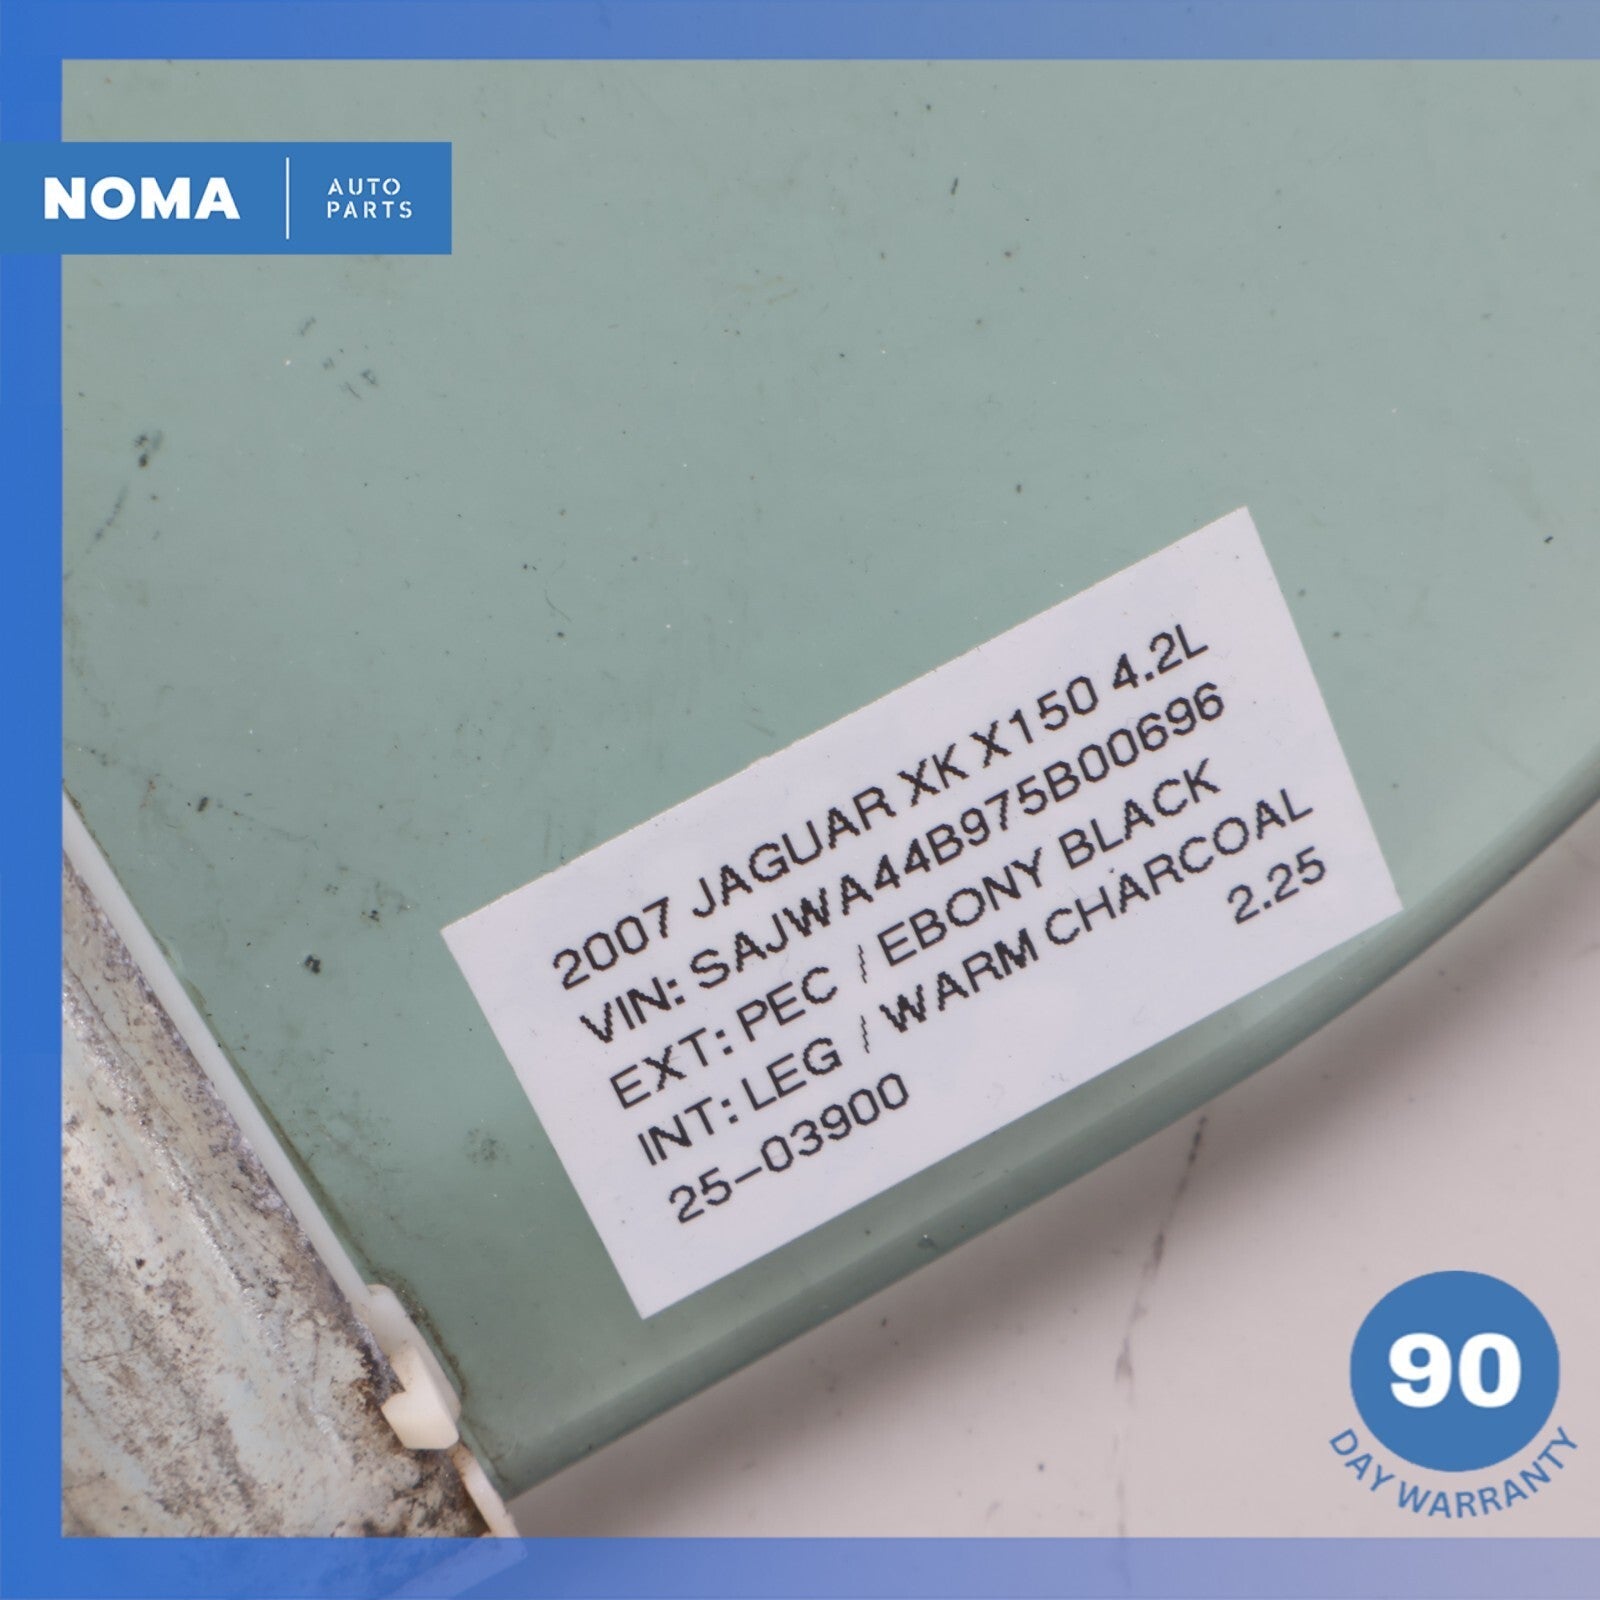 NOMA
AUTO
PARTS
2007 JAGUAR XK X150 4.2L
VIN: SAJWA44B975B00696
EXT: PEC / EBONY BLACK
INT: LEG / WARM CHARCOAL
25-03900 2.25
90
DAY WARRANTY